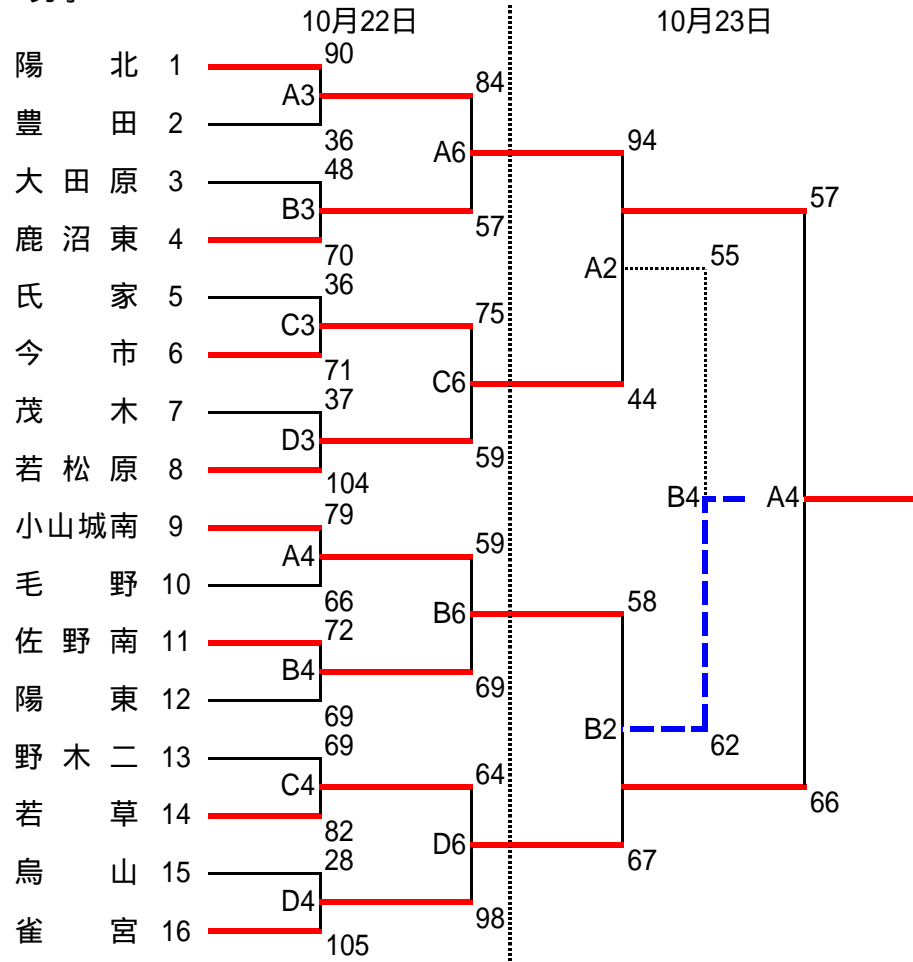 10月22日
10月23日
陽北 1
90
A3
84
豊田 2
36
A6
94
大田原 3
48
B3
57
57
鹿沼東 4
70
A2
55
氏家 5
36
C3
75
今市 6
71
C6
44
茂木 7
37
D3
59
若松原 8
104
B4
A4
小山城南 9
79
A4
59
毛野 10
66
B6
58
佐野南 11
72
B4
69
陽東 12
69
B2
62
野木二 13
69
C4
64
66
若草 14
82
D6
67
烏山 15
28
D4
98
雀宮 16
105